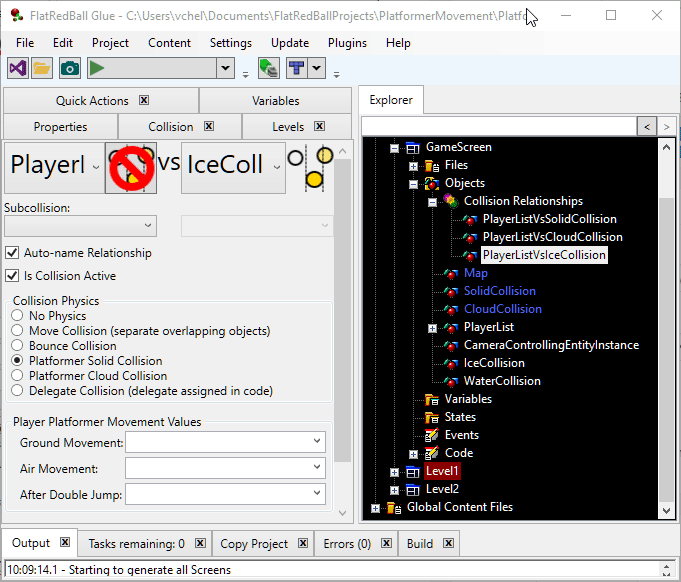 FlatRedBall Glue - C:\Users\vchel\Documents\FlatRedBallProjects\PlatformerMovement\Platfo
File Edit Project Content Settings Update Plugins Help
Quick Actions Variables
Properties Collision Levels
Playerl vs IceColl
Subcollision:
Auto-name Relationship
Is Collision Active
Collision Physics
No Physics
Move Collision (separate overlapping objects)
Bounce Collision
Platformer Solid Collision
Platformer Cloud Collision
Delegate Collision (delegate assigned in code)
Player Platformer Movement Values
Ground Movement:
Air Movement:
After Double Jump:
Explorer
< >
GameScreen
Files
Objects
Collision Relationships
PlayerListVsSolidCollision
PlayerListVsCloudCollision
PlayerListVsIceCollision
Map
SolidCollision
CloudCollision
PlayerList
CameraControllingEntityInstance
IceCollision
WaterCollision
Variables
States
Events
Code
Level1
Level2
Global Content Files
Output Tasks remaining: 0 Copy Project Errors (0) Build
10:09:14.1 - Starting to generate all Screens